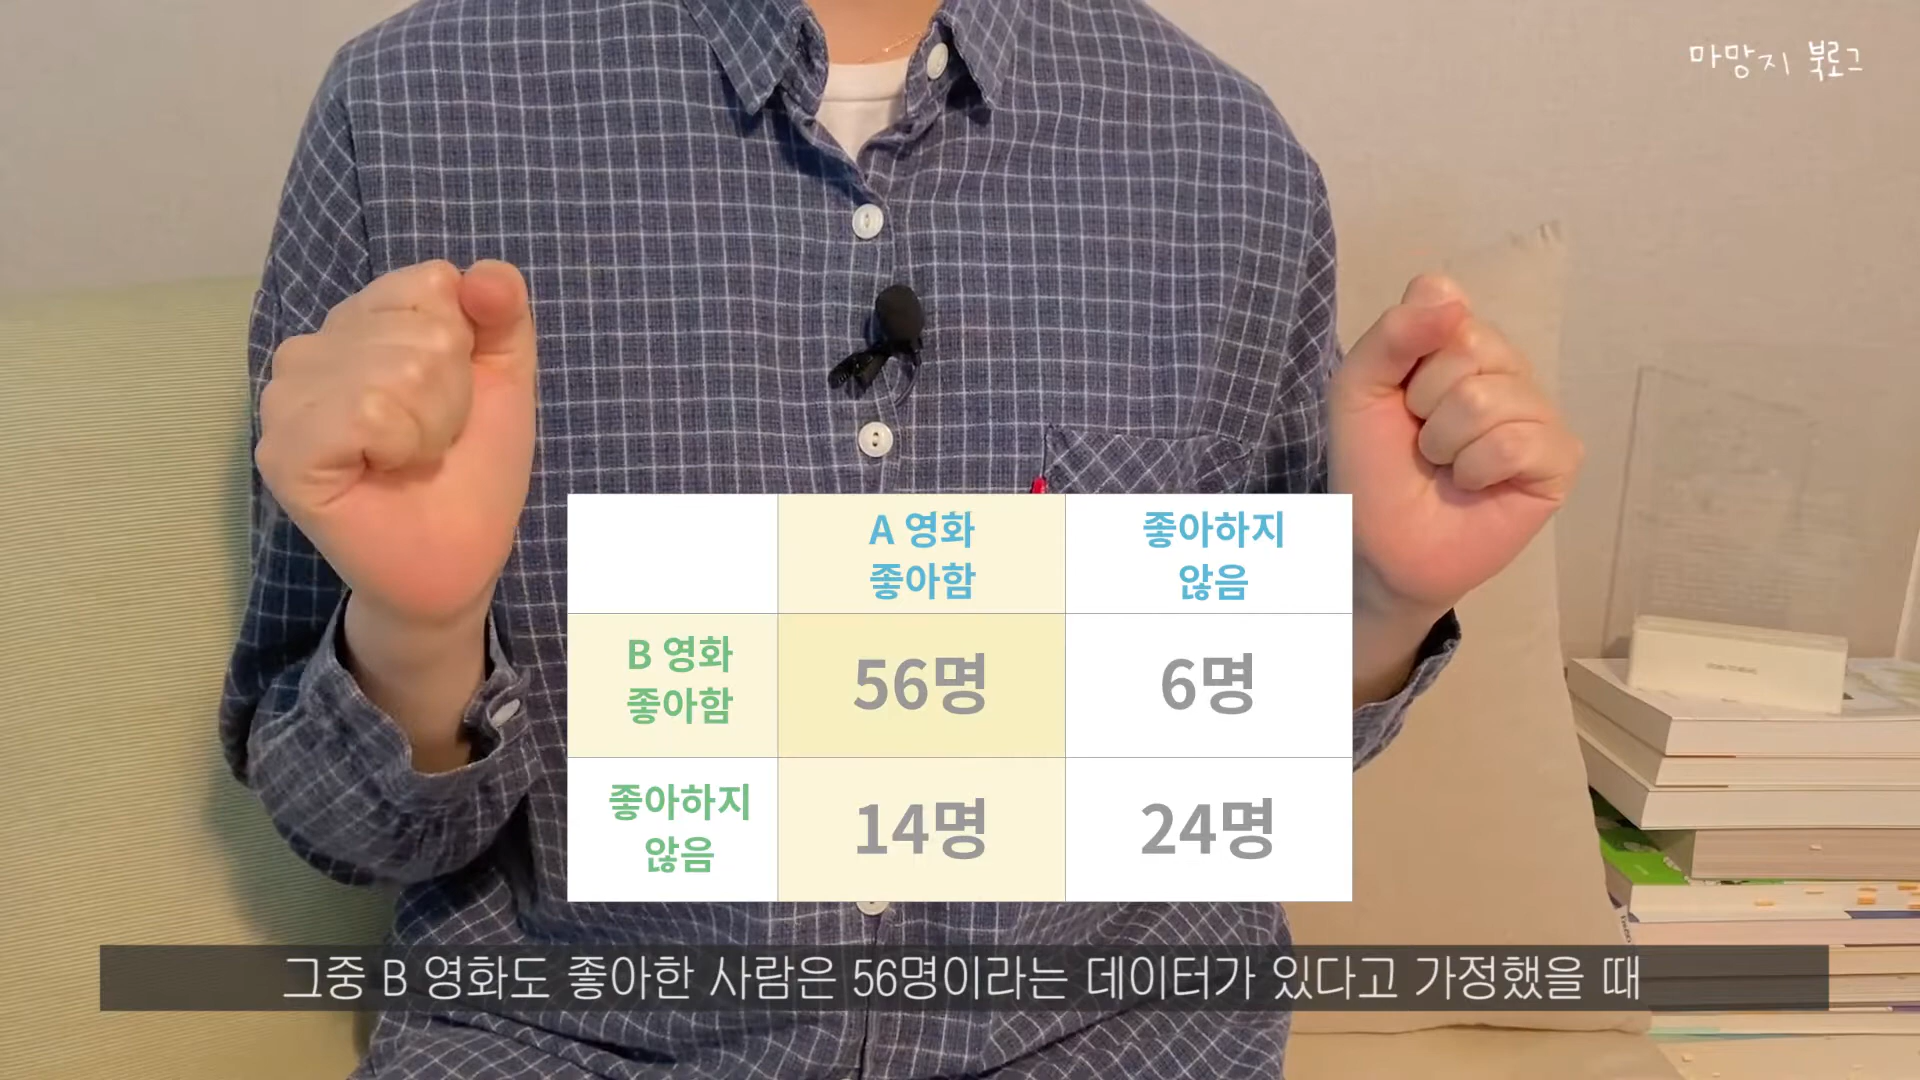 마망지 북로그
A 영화
좋아함
좋아하지
않음
B 영화
좋아함
56명
6명
좋아하지
않음
14명
24명
그중 B 영화도 좋아한 사람은 56명이라는 데이터가 있다고 가정했을 때